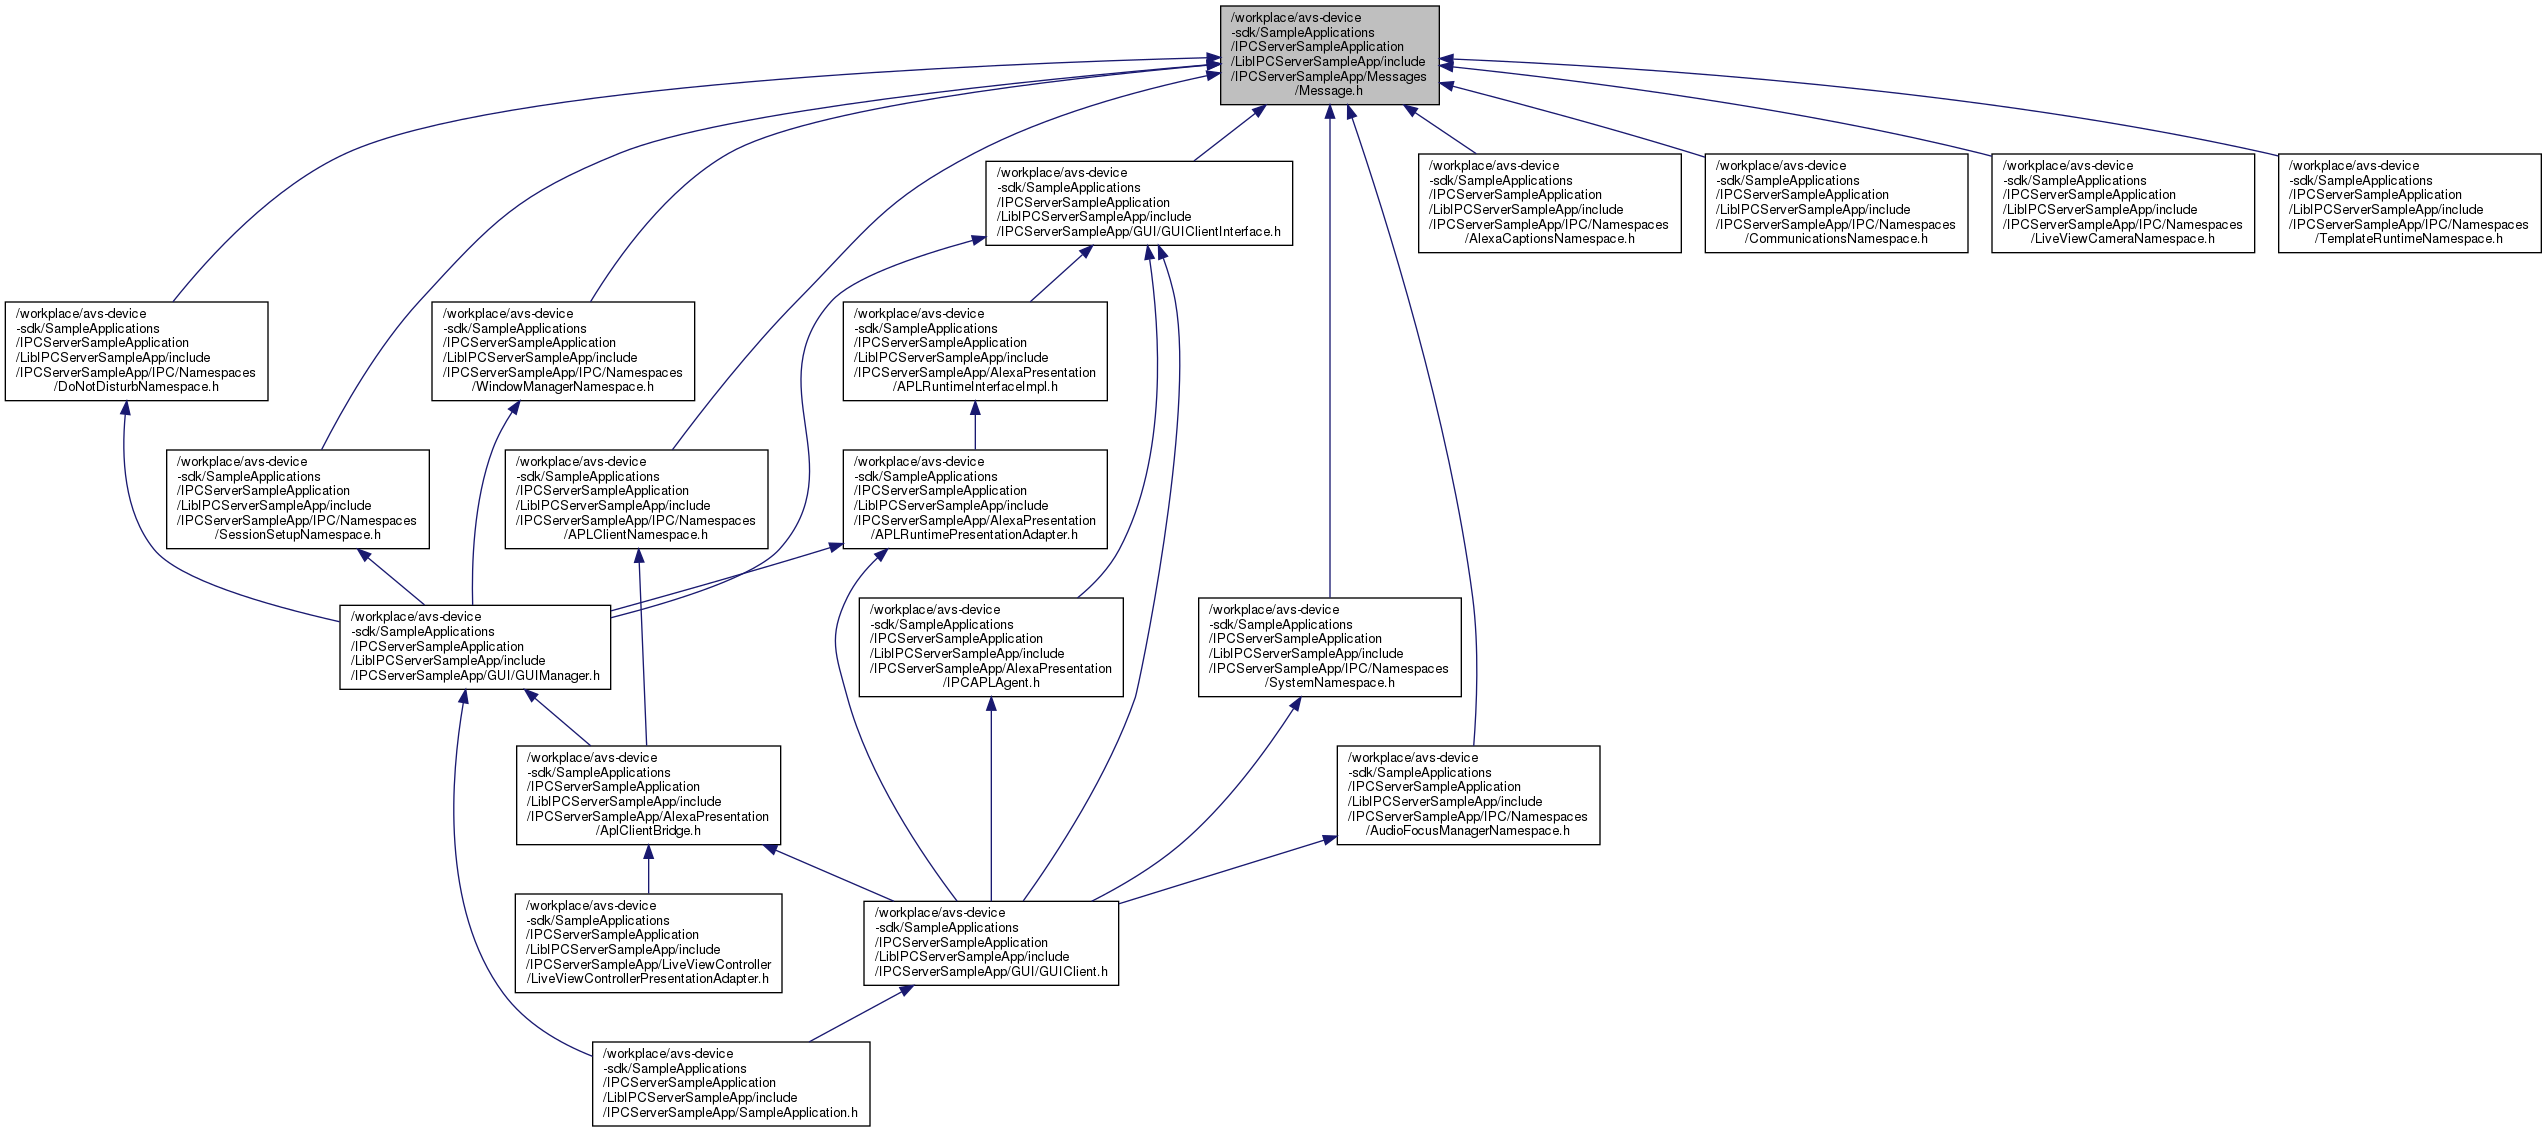 /workplace/avs-device
-sdk/SampleApplications
/IPCServerSampleApplication
/LibIPCServerSampleApp/include
/IPCServerSampleApp/Messages
/Message.h
/workplace/avs-device
-sdk/SampleApplications
/IPCServerSampleApplication
/LibIPCServerSampleApp/include
/IPCServerSampleApp/GUI/GUIClientInterface.h
/workplace/avs-device
-sdk/SampleApplications
/IPCServerSampleApplication
/LibIPCServerSampleApp/include
/IPCServerSampleApp/IPC/Namespaces
/AlexaCaptionsNamespace.h
/workplace/avs-device
-sdk/SampleApplications
/IPCServerSampleApplication
/LibIPCServerSampleApp/include
/IPCServerSampleApp/IPC/Namespaces
/CommunicationsNamespace.h
/workplace/avs-device
-sdk/SampleApplications
/IPCServerSampleApplication
/LibIPCServerSampleApp/include
/IPCServerSampleApp/IPC/Namespaces
/LiveViewCameraNamespace.h
/workplace/avs-device
-sdk/SampleApplications
/IPCServerSampleApplication
/LibIPCServerSampleApp/include
/IPCServerSampleApp/IPC/Namespaces
/TemplateRuntimeNamespace.h
/workplace/avs-device
-sdk/SampleApplications
/IPCServerSampleApplication
/LibIPCServerSampleApp/include
/IPCServerSampleApp/IPC/Namespaces
/DoNotDisturbNamespace.h
/workplace/avs-device
-sdk/SampleApplications
/IPCServerSampleApplication
/LibIPCServerSampleApp/include
/IPCServerSampleApp/IPC/Namespaces
/WindowManagerNamespace.h
/workplace/avs-device
-sdk/SampleApplications
/IPCServerSampleApplication
/LibIPCServerSampleApp/include
/IPCServerSampleApp/AlexaPresentation
/APLRuntimeInterfaceImpl.h
/workplace/avs-device
-sdk/SampleApplications
/IPCServerSampleApplication
/LibIPCServerSampleApp/include
/IPCServerSampleApp/IPC/Namespaces
/SessionSetupNamespace.h
/workplace/avs-device
-sdk/SampleApplications
/IPCServerSampleApplication
/LibIPCServerSampleApp/include
/IPCServerSampleApp/IPC/Namespaces
/APLClientNamespace.h
/workplace/avs-device
-sdk/SampleApplications
/IPCServerSampleApplication
/LibIPCServerSampleApp/include
/IPCServerSampleApp/AlexaPresentation
/APLRuntimePresentationAdapter.h
/workplace/avs-device
-sdk/SampleApplications
/IPCServerSampleApplication
/LibIPCServerSampleApp/include
/IPCServerSampleApp/GUI/GUIManager.h
/workplace/avs-device
-sdk/SampleApplications
/IPCServerSampleApplication
/LibIPCServerSampleApp/include
/IPCServerSampleApp/AlexaPresentation
/IPCAPLAgent.h
/workplace/avs-device
-sdk/SampleApplications
/IPCServerSampleApplication
/LibIPCServerSampleApp/include
/IPCServerSampleApp/IPC/Namespaces
/SystemNamespace.h
/workplace/avs-device
-sdk/SampleApplications
/IPCServerSampleApplication
/LibIPCServerSampleApp/include
/IPCServerSampleApp/AlexaPresentation
/AplClientBridge.h
/workplace/avs-device
-sdk/SampleApplications
/IPCServerSampleApplication
/LibIPCServerSampleApp/include
/IPCServerSampleApp/IPC/Namespaces
/AudioFocusManagerNamespace.h
/workplace/avs-device
-sdk/SampleApplications
/IPCServerSampleApplication
/LibIPCServerSampleApp/include
/IPCServerSampleApp/LiveViewController
/LiveViewControllerPresentationAdapter.h
/workplace/avs-device
-sdk/SampleApplications
/IPCServerSampleApplication
/LibIPCServerSampleApp/include
/IPCServerSampleApp/GUI/GUIClient.h
/workplace/avs-device
-sdk/SampleApplications
/IPCServerSampleApplication
/LibIPCServerSampleApp/include
/IPCServerSampleApp/SampleApplication.h